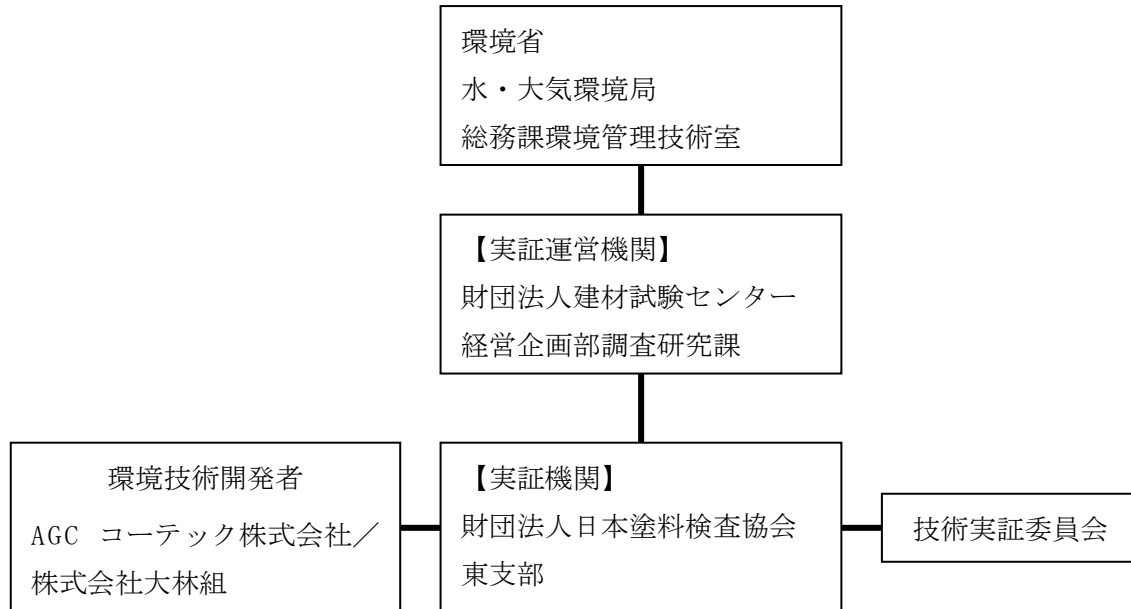 環境省
水・大気環境局
総務課環境管理技術室
【実証運営機関】
財団法人建材試験センター
経営企画部調査研究課
環境技術開発者
AGC コーテック株式会社／
株式会社大林組
【実証機関】
財団法人日本塗料検査協会
東支部
技術実証委員会